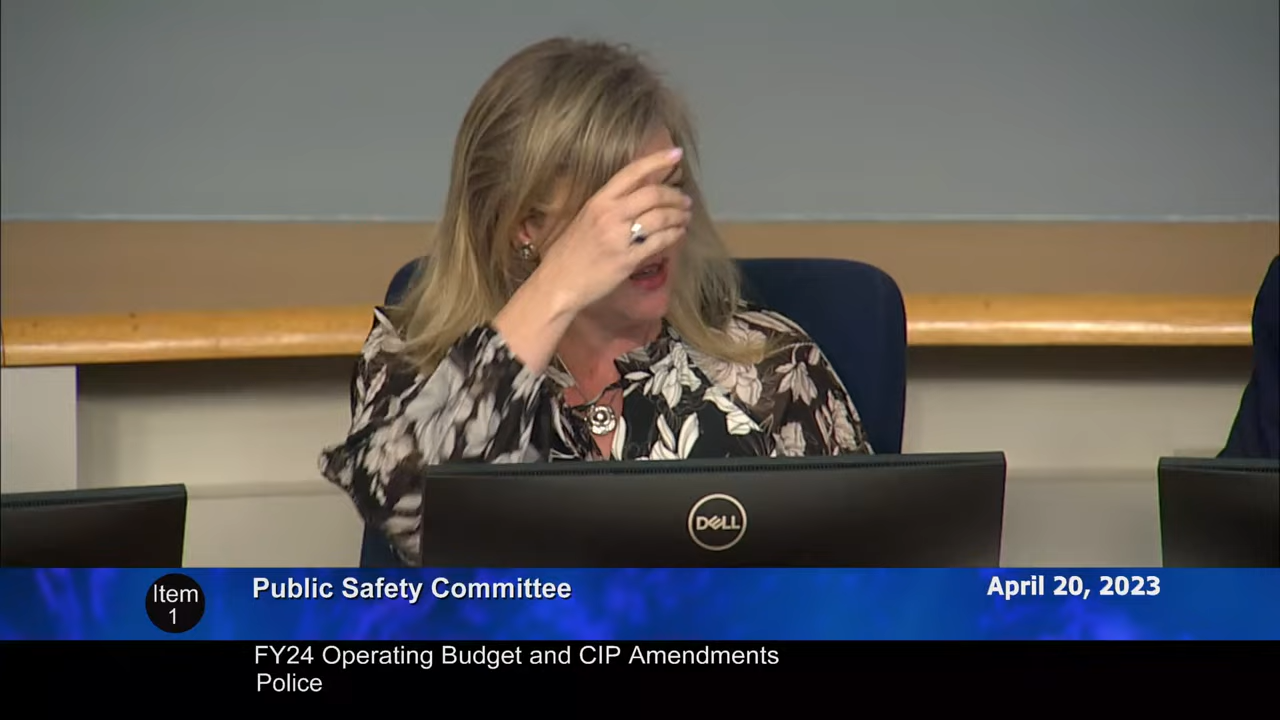 DELL
Item
1
Public Safety Committee
April 20, 2023
FY24 Operating Budget and CIP Amendments
Police